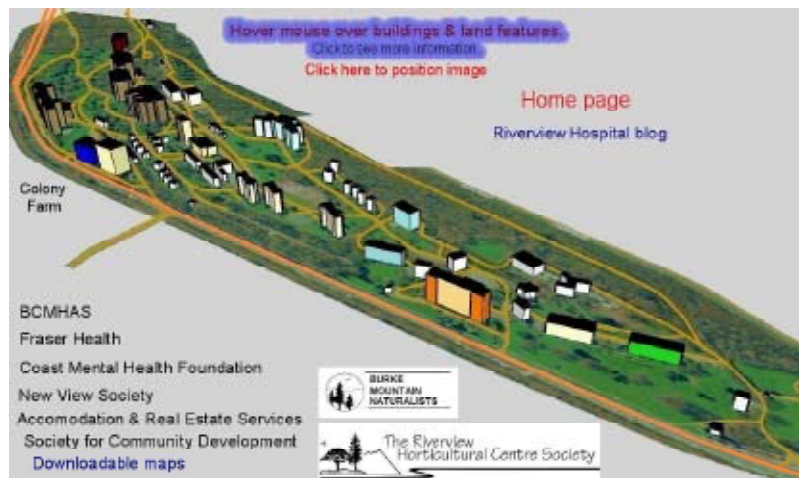 Hover mouse over buildings & land features.
Click to see more information.
Click here to position image
Home page
Riverview Hospital blog
Colony
Farm
BCMHAS
Fraser Health
Coast Mental Health Foundation
New View Society
Accomodation & Real Estate Services
Society for Community Development
Downloadable maps
BURKE
MOUNTAIN
NATURALISTS
The Riverview
Horticultural Centre Society